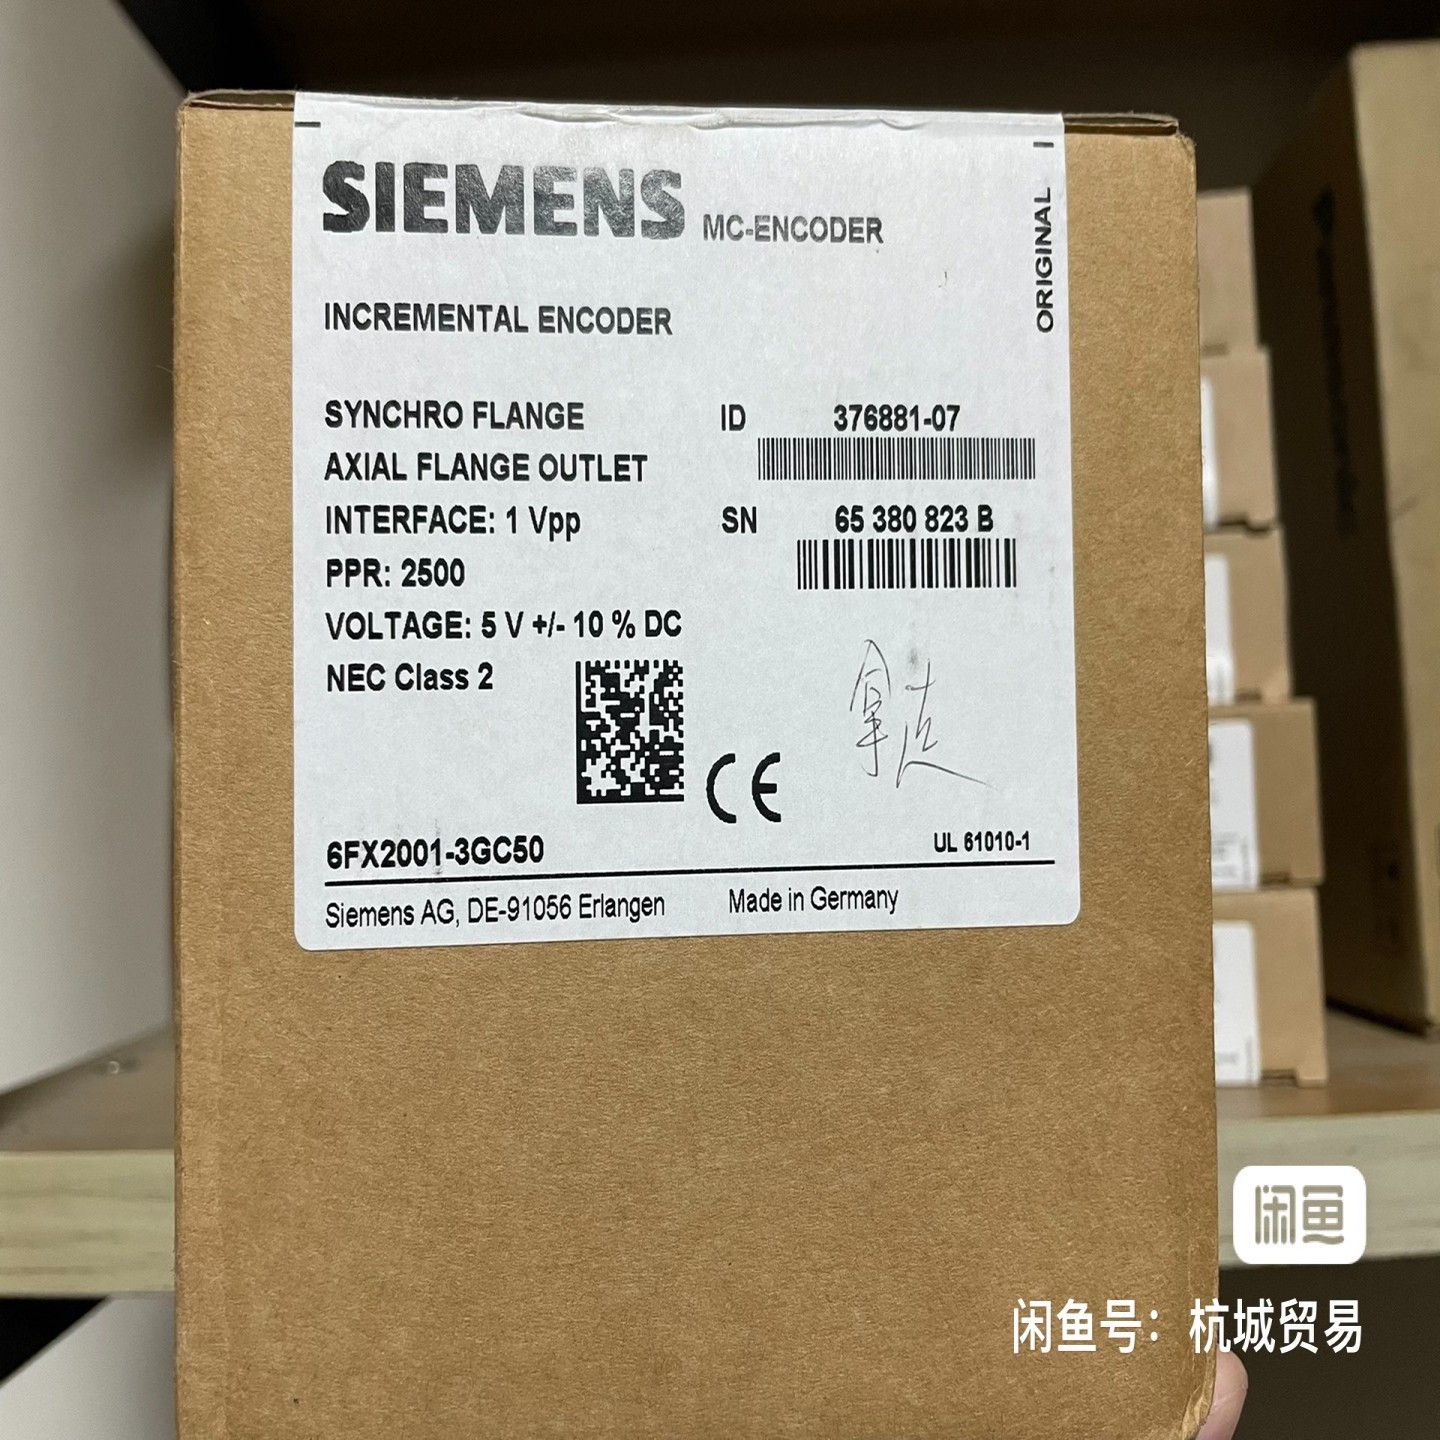 SIEMENS MC-ENCODER
ORIGINAL
INCREMENTAL ENCODER
SYNCHRO FLANGE
AXIAL FLANGE OUTLET
INTERFACE: 1 Vpp
PPR: 2500
VOLTAGE: 5 V +/- 10 % DC
NEC Class 2
ID 376881-07
SN 65 380 823 B
CE
6FX2001-3GC50
UL 61010-1
Siemens AG, DE-91056 Erlangen Made in Germany
闲鱼
闲鱼号：杭城贸易